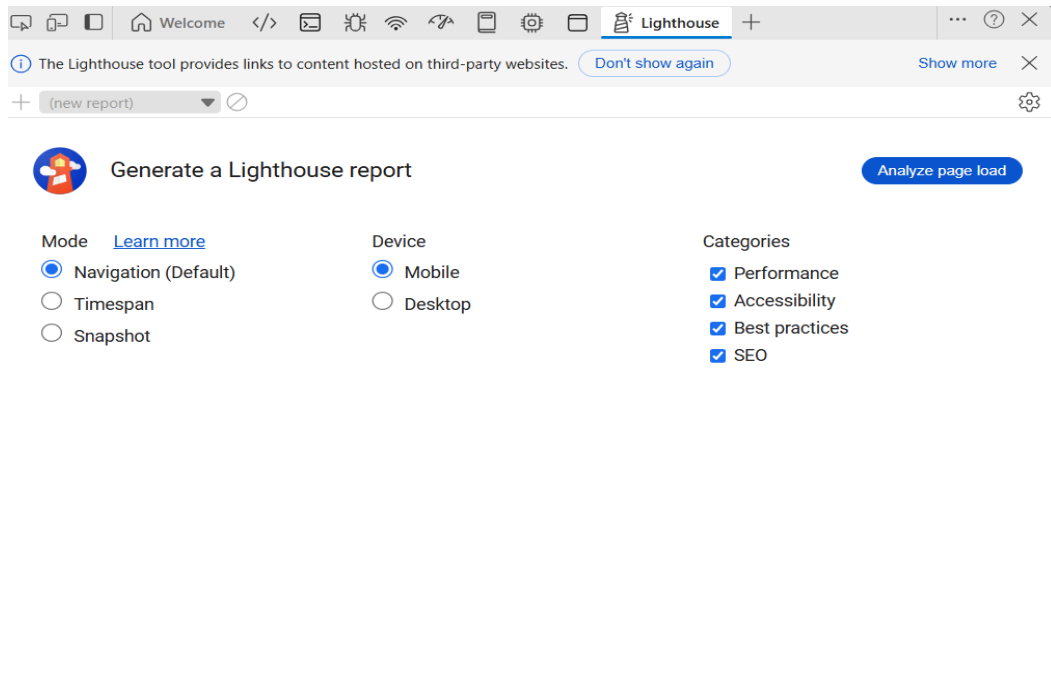 Welcome
Lighthouse
The Lighthouse tool provides links to content hosted on third-party websites. Don't show again Show more
(new report)
Generate a Lighthouse report Analyze page load
Mode Learn more
Navigation (Default)
Timespan
Snapshot
Device
Mobile
Desktop
Categories
Performance
Accessibility
Best practices
SEO